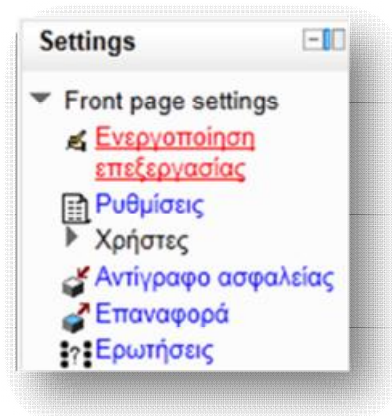 Settings
Front page settings
Ενεργοποίηση
επεξεργασίας
Ρυθμίσεις
Χρήστες
Αντίγραφο ασφαλείας
Επαναφορά
Ερωτήσεις